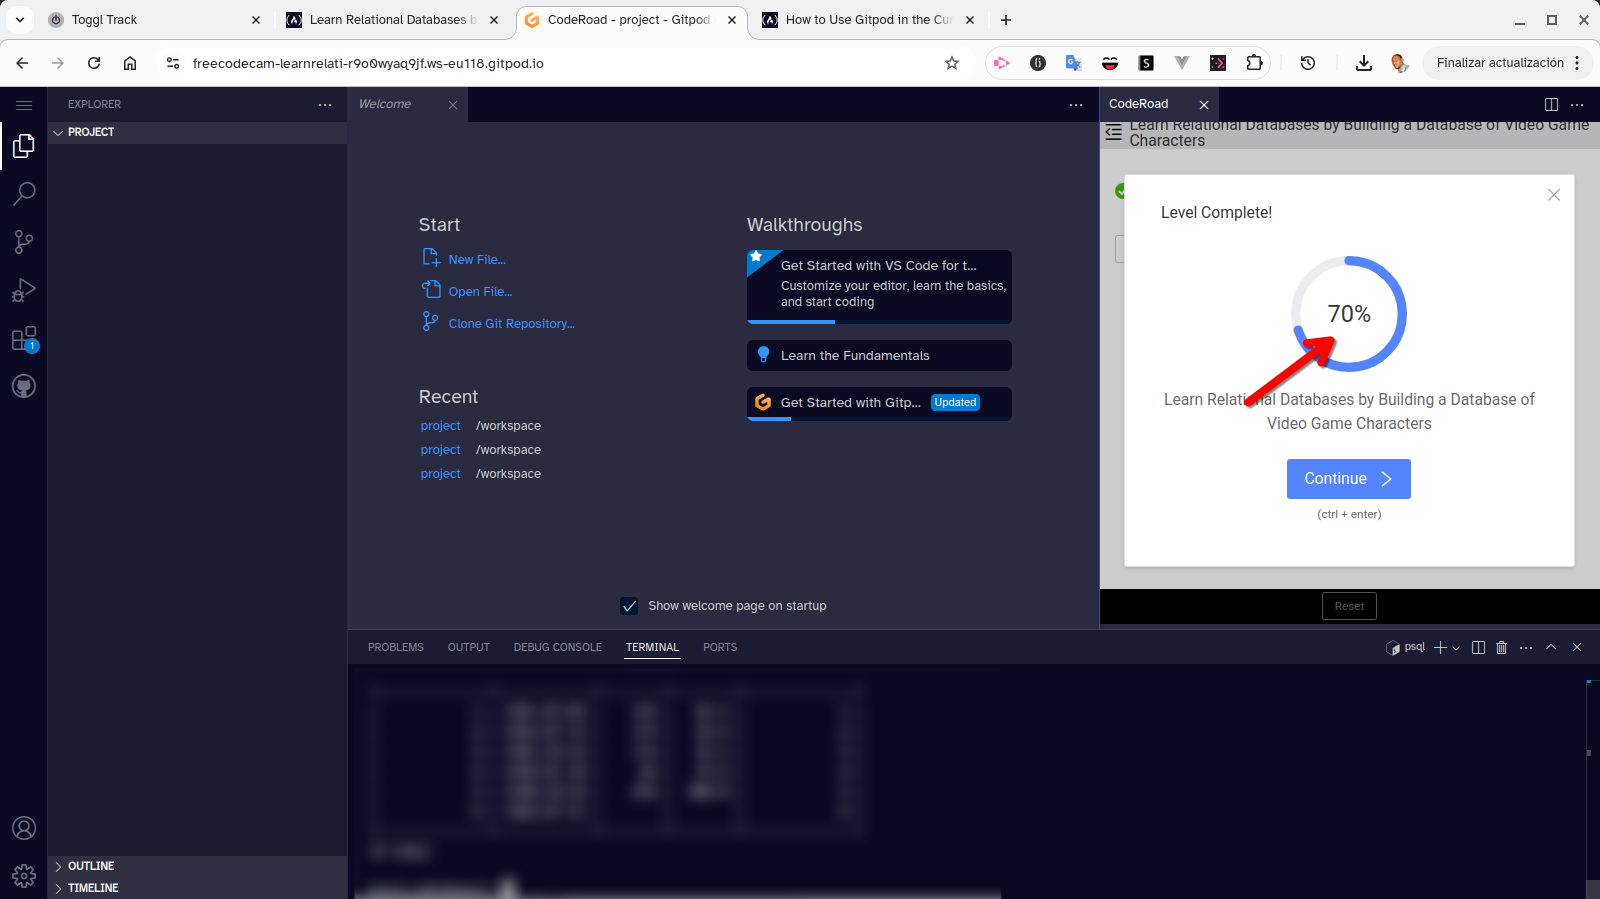 Toggl Track
Learn Relational Databases b
CodeRoad - project - Gitpod
How to Use Gitpod in the Cur
freecodecam-learnrelati-r9o0wyaq9jf.ws-eu118.gitpod.io
Finalizar actualización
EXPLORER
Welcome
CodeRoad
PROJECT
Learn Relational Databases by Building a Database of Video Game
Characters
Level Complete!
Start
Walkthroughs
New File...
Open File...
Clone Git Repository...
Get Started with VS Code for t...
Customize your editor, learn the basics,
and start coding
70%
Learn the Fundamentals
Get Started with Gitp...
Updated
Recent
project /workspace
project /workspace
project /workspace
Learn Relational Databases by Building a Database of
Video Game Characters
Continue
(ctrl + enter)
1
Show welcome page on startup
Reset
PROBLEMS
OUTPUT
DEBUG CONSOLE
TERMINAL
PORTS
psql
OUTLINE
TIMELINE